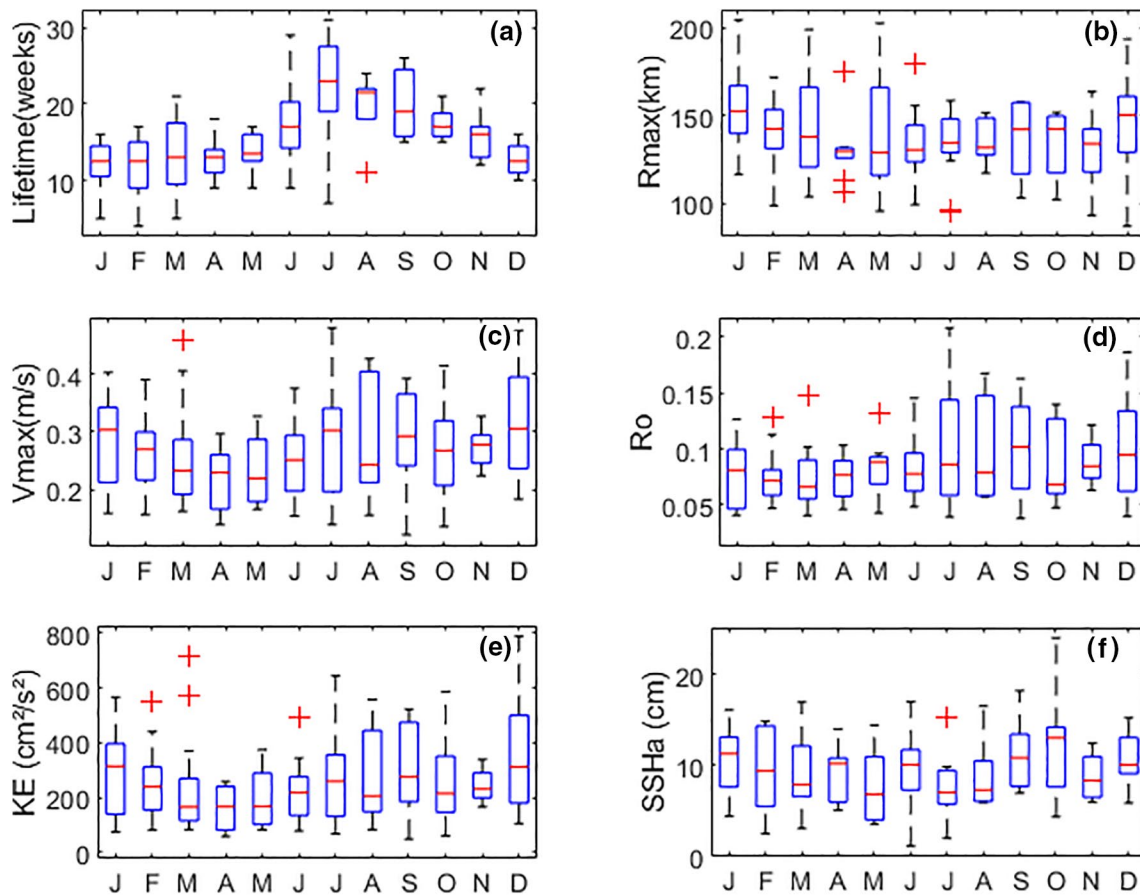 (a)
Lifetime(weeks)
30
20
10
J F M A M J J A S O N D
(b)
Rmax(km)
200
150
100
J F M A M J J A S O N D
(c)
Vmax(m/s)
0.4
0.3
0.2
J F M A M J J A S O N D
(d)
Ro
0.2
0.15
0.1
0.05
J F M A M J J A S O N D
(e)
KE (cm²/s²)
800
600
400
200
0
J F M A M J J A S O N D
(f)
SSHa (cm)
20
10
0
J F M A M J J A S O N D